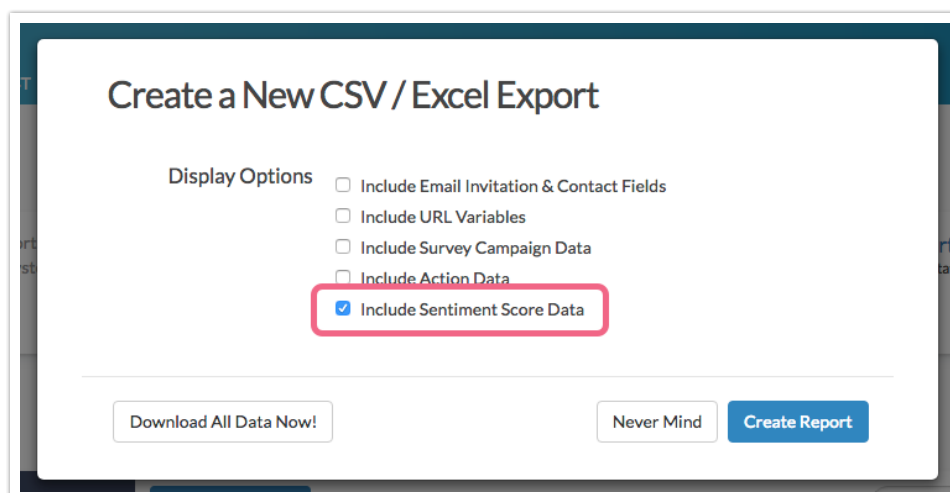 Create a New CSV / Excel Export
Display Options
Include Email Invitation & Contact Fields
Include URL Variables
Include Survey Campaign Data
Include Action Data
Include Sentiment Score Data
Download All Data Now!
Never Mind
Create Report